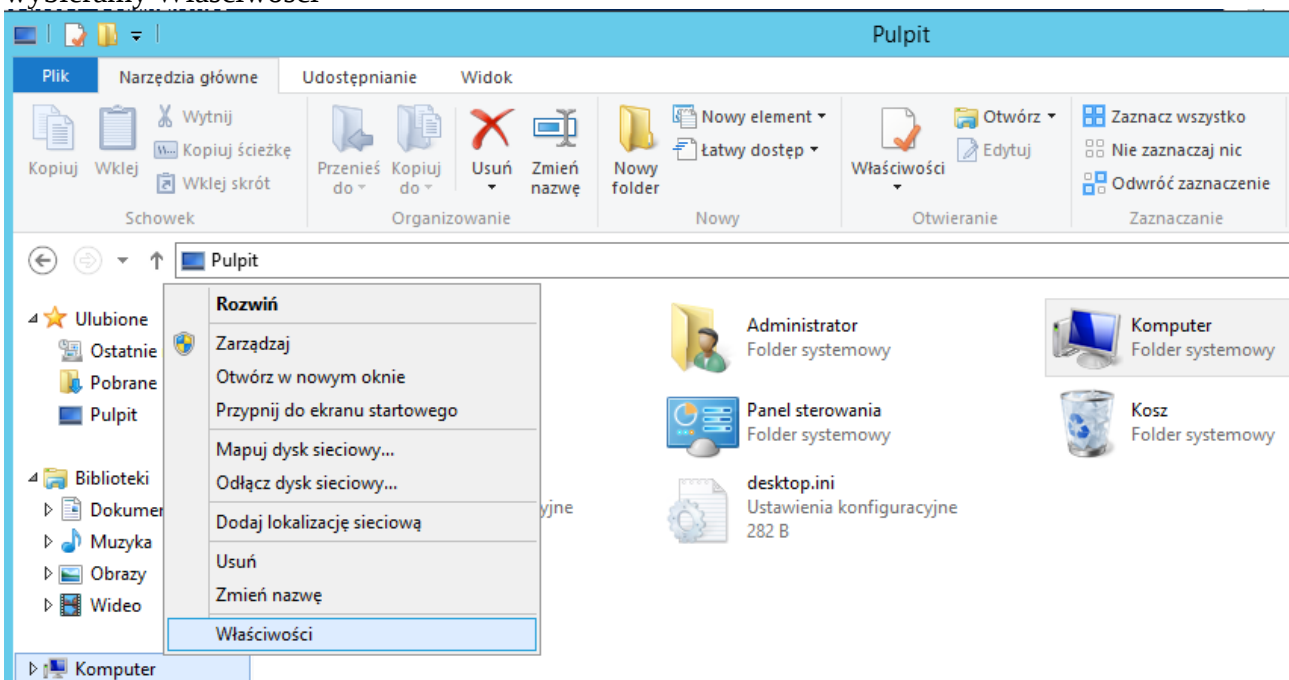 wybieramy Właściwości
Pulpit
Plik Narzędzia główne Udostępnianie Widok
Kopiuj
Wklej
Wytnij
Kopiuj ścieżkę
Wklej skrót
Schowek
Przenieś do
Kopiuj do
Usuń
Zmień nazwę
Organizowanie
Nowy folder
Nowy element
Łatwy dostęp
Nowy
Właściwości
Otwórz
Edytuj
Otwieranie
Zaznacz wszystko
Nie zaznaczaj nic
Odwróć zaznaczenie
Zaznaczanie
Pulpit
Ulubione
Ostatnie
Pobrane
Pulpit
Biblioteki
Dokumen
Muzyka
Obrazy
Wideo
Komputer
Rozwiń
Zarządzaj
Otwórz w nowym oknie
Przypnij do ekranu startowego
Mapuj dysk sieciowy...
Odłącz dysk sieciowy...
Dodaj lokalizację sieciową
Usuń
Zmień nazwę
Właściwości
yjne
Administrator
Folder systemowy
Komputer
Folder systemowy
Panel sterowania
Folder systemowy
Kosz
Folder systemowy
desktop.ini
Ustawienia konfiguracyjne
282 B